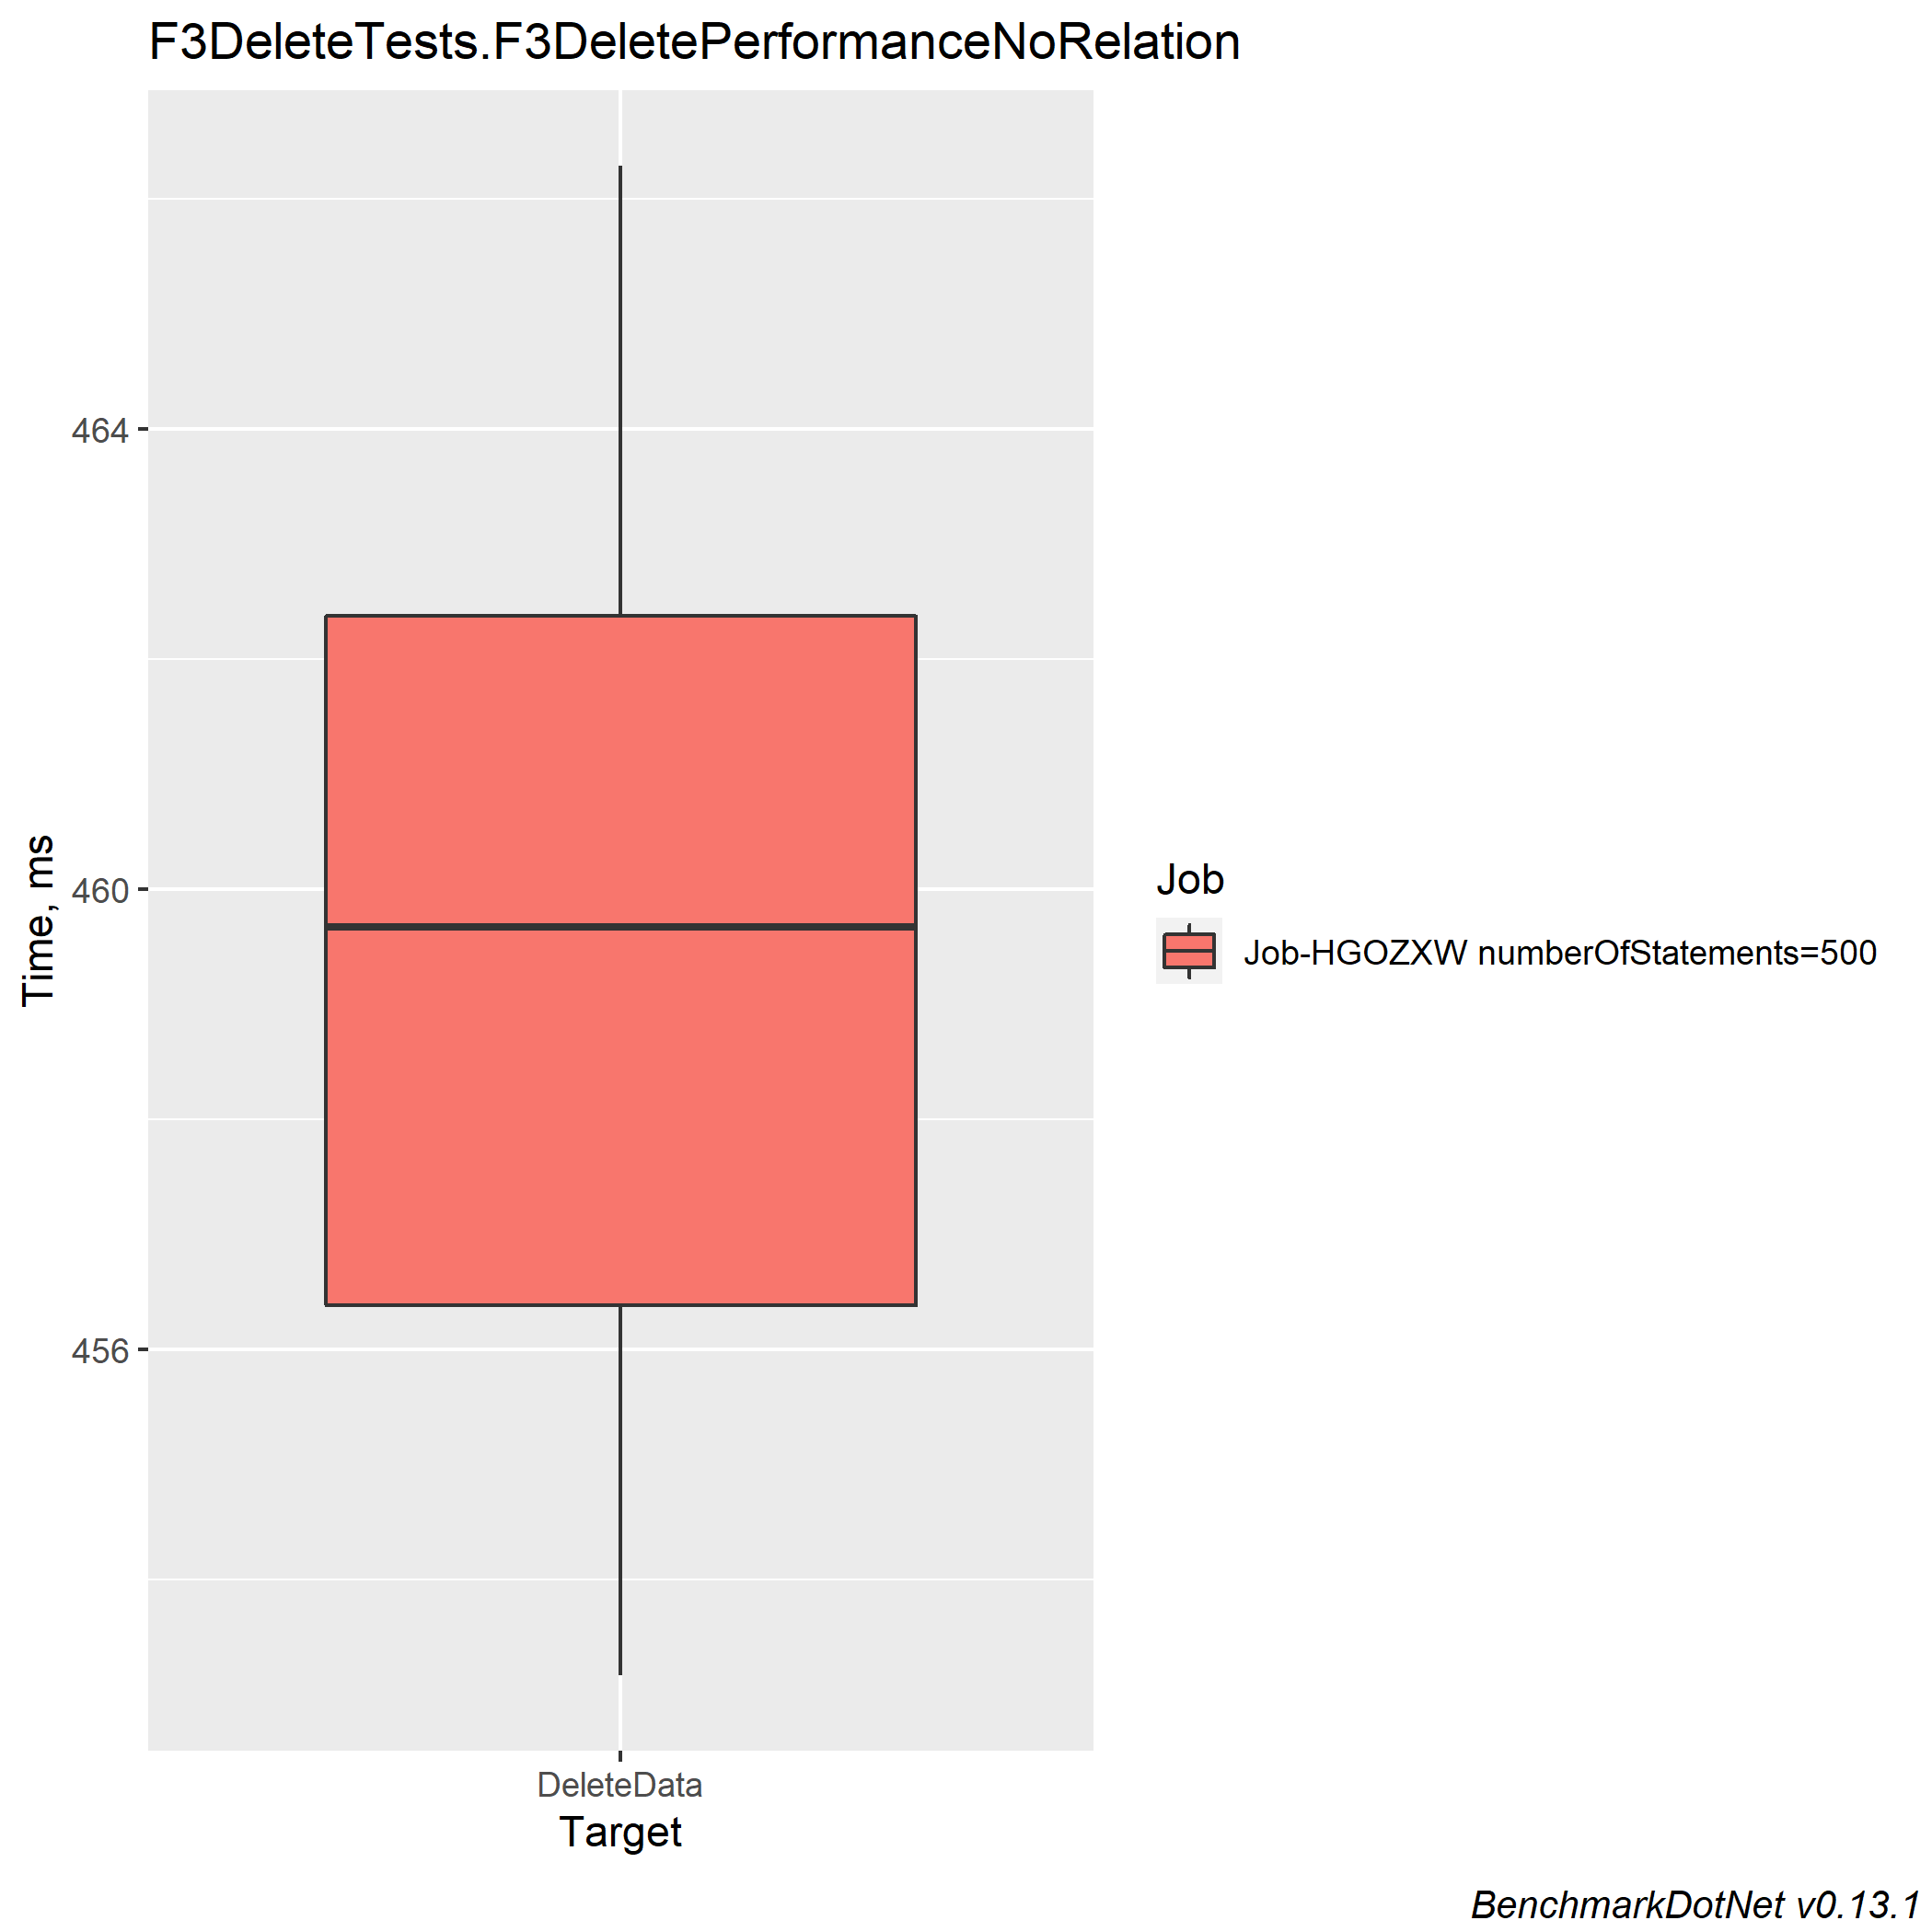 F3DeleteTests.F3DeletePerformanceNoRelation
Time, ms
464
460
456
DeleteData
Target
Job
Job-HGOZXW numberOfStatements=500
BenchmarkDotNet v0.13.1